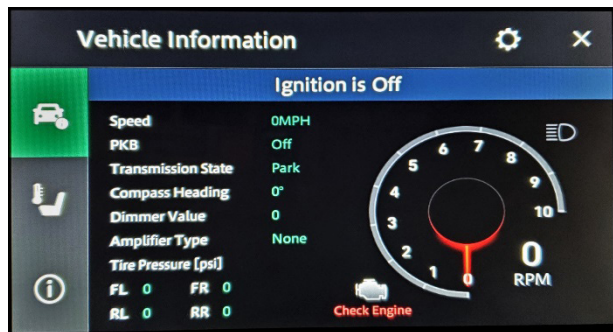 Vehicle Information
Ignition is Off
Speed 0MPH
PKB Off
Transmission State Park
Compass Heading 0°
Dimmer Value 0
Amplifier Type None
Tire Pressure [psi]
FL 0 FR 0
RL 0 RR 0
0
1
2
3
4
5
6
7
8
9
10
0
RPM
Check Engine